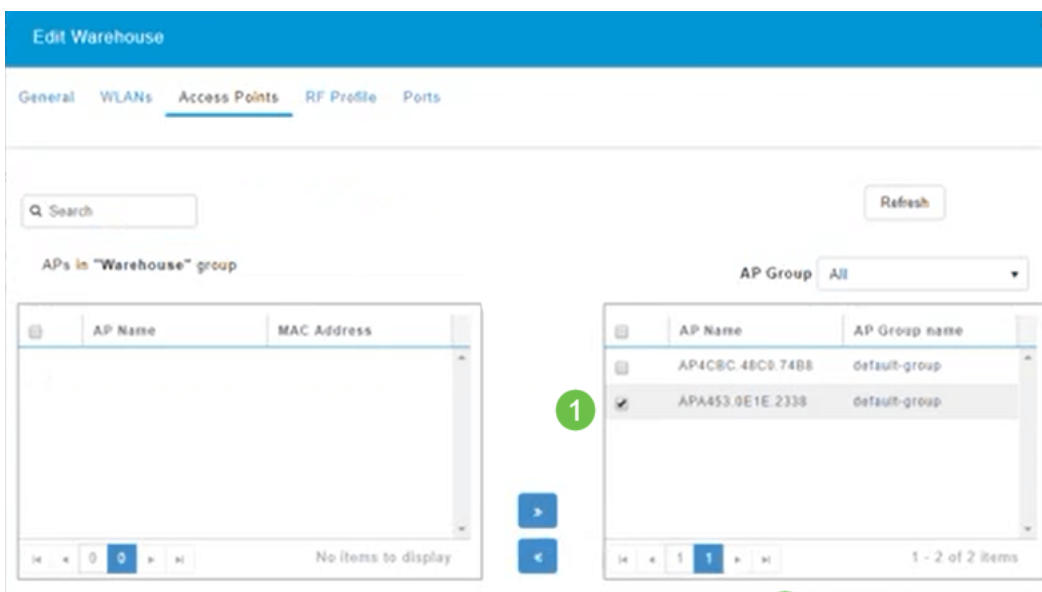 Edit Warehouse
General WLANs Access Points RF Profile Ports
Search
Refresh
APs in "Warehouse" group
AP Group All
AP Name MAC Address
AP Name AP Group name
AP4CBC.48C0.74B8 default-group
1
APA453.0E1E.2338 default-group
0 0 No items to display
1 1 1 - 2 of 2 items